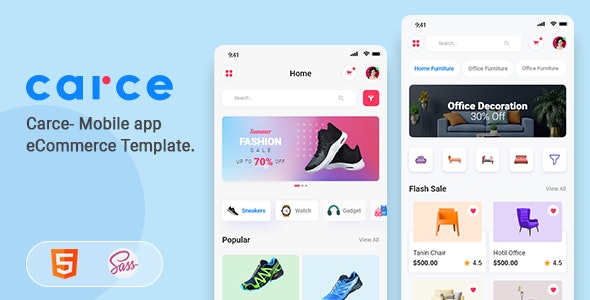 carce
Carce- Mobile app
eCommerce Template.
5
Sass
9:41
Home
Search...
Summer
FASHION
SALE
UP TO 70% OFF
Sneakers
Watch
Gadget
Popular
View All
9:41
Search...
Home Furniture
Office Furniture
Office Furniture
Office Decoration
30% Off
Flash Sale
View All
Tanin Chair
$500.00
4.5
Hotil Office
$500.00
4.5